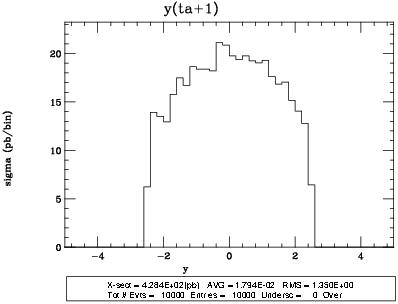 y(ta+1)
sigma (pb/bin)
20
15
10
5
0
-4 -2 0 2 4
y
X-sect = 4.284E+02(pb) AVG = 1.794E-02 RMS = 1.350E+00
Tot # Evts = 10000 Entries = 10000 Undersc = 0 Over